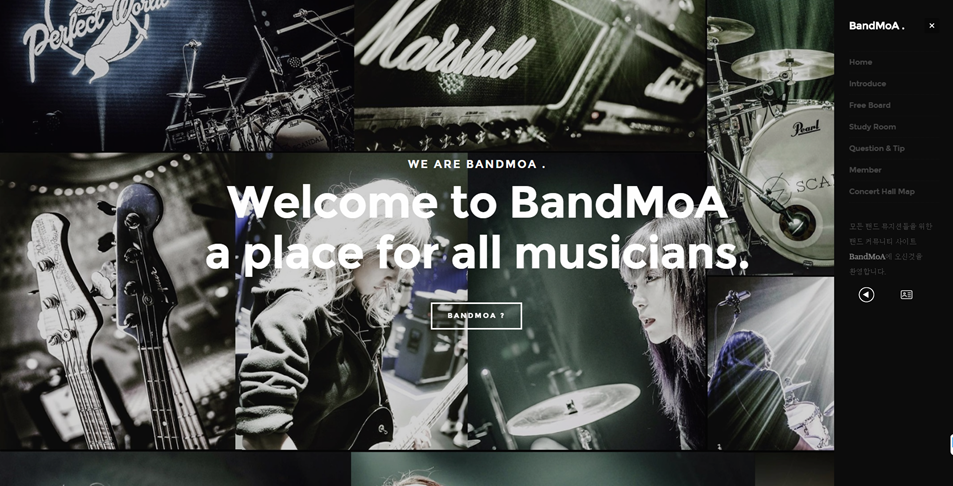 Perfect World
Marshall
Pearl
SCA
WE ARE BANDMOA .
Welcome to BandMoA
a place for all musicians.
BANDMOA ?
BandMoA .
Home
Introduce
Free Board
Study Room
Question & Tip
Member
Concert Hall Map
모든 밴드 뮤지션들을 위한
밴드 커뮤니티 사이트
BandMoA에 오신것을
환영합니다.